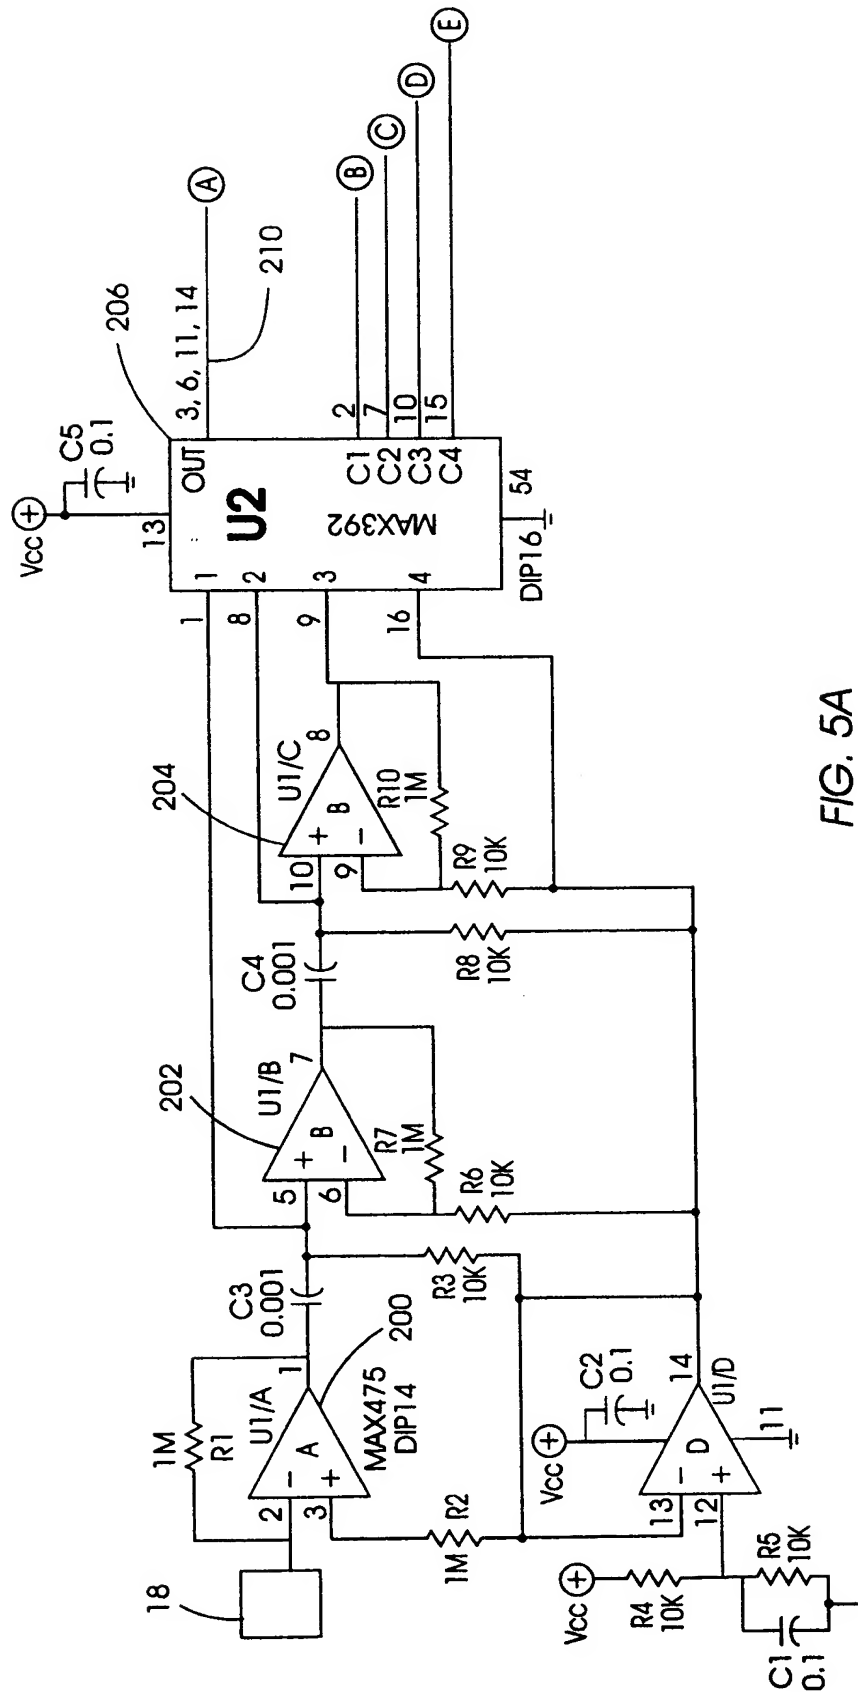 Vcc
C5
0.1
206
13
OUT
3, 6, 11, 14
A
210
1
1
8
2
U2
MAX392
9
3
16
4
C1
2
B
C2
7
C
C3
10
D
C4
15
E
DIP16
54
204
U1/C
10
+
B
8
9
−
R10
1M
R9
10K
R8
10K
C4
0.001
202
U1/B
5
+
B
7
6
−
R7
1M
R6
10K
C3
0.001
R3
10K
1M
R1
U1/A
18
2
−
A
1
3
+
200
MAX475
DIP14
R2
1M
Vcc
C2
0.1
13
−
D
14
12
+
U1/D
11
Vcc
R4
10K
R5
10K
C1
0.1
FIG. 5A